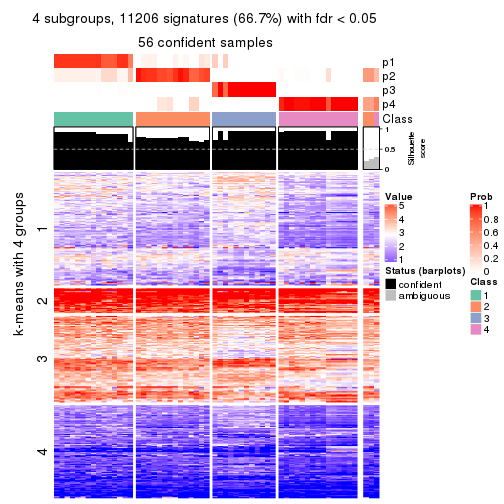 4 subgroups, 11206 signatures (66.7%) with fdr < 0.05
56 confident samples
p1
p2
p3
p4
Class
1
0.5
0
Silhouette
score
k-means with 4 groups
1
2
3
4
Value
5
4
3
2
1
Prob
1
0.8
0.6
0.4
0.2
0
Status (barplots)
confident
ambiguous
Class
1
2
3
4